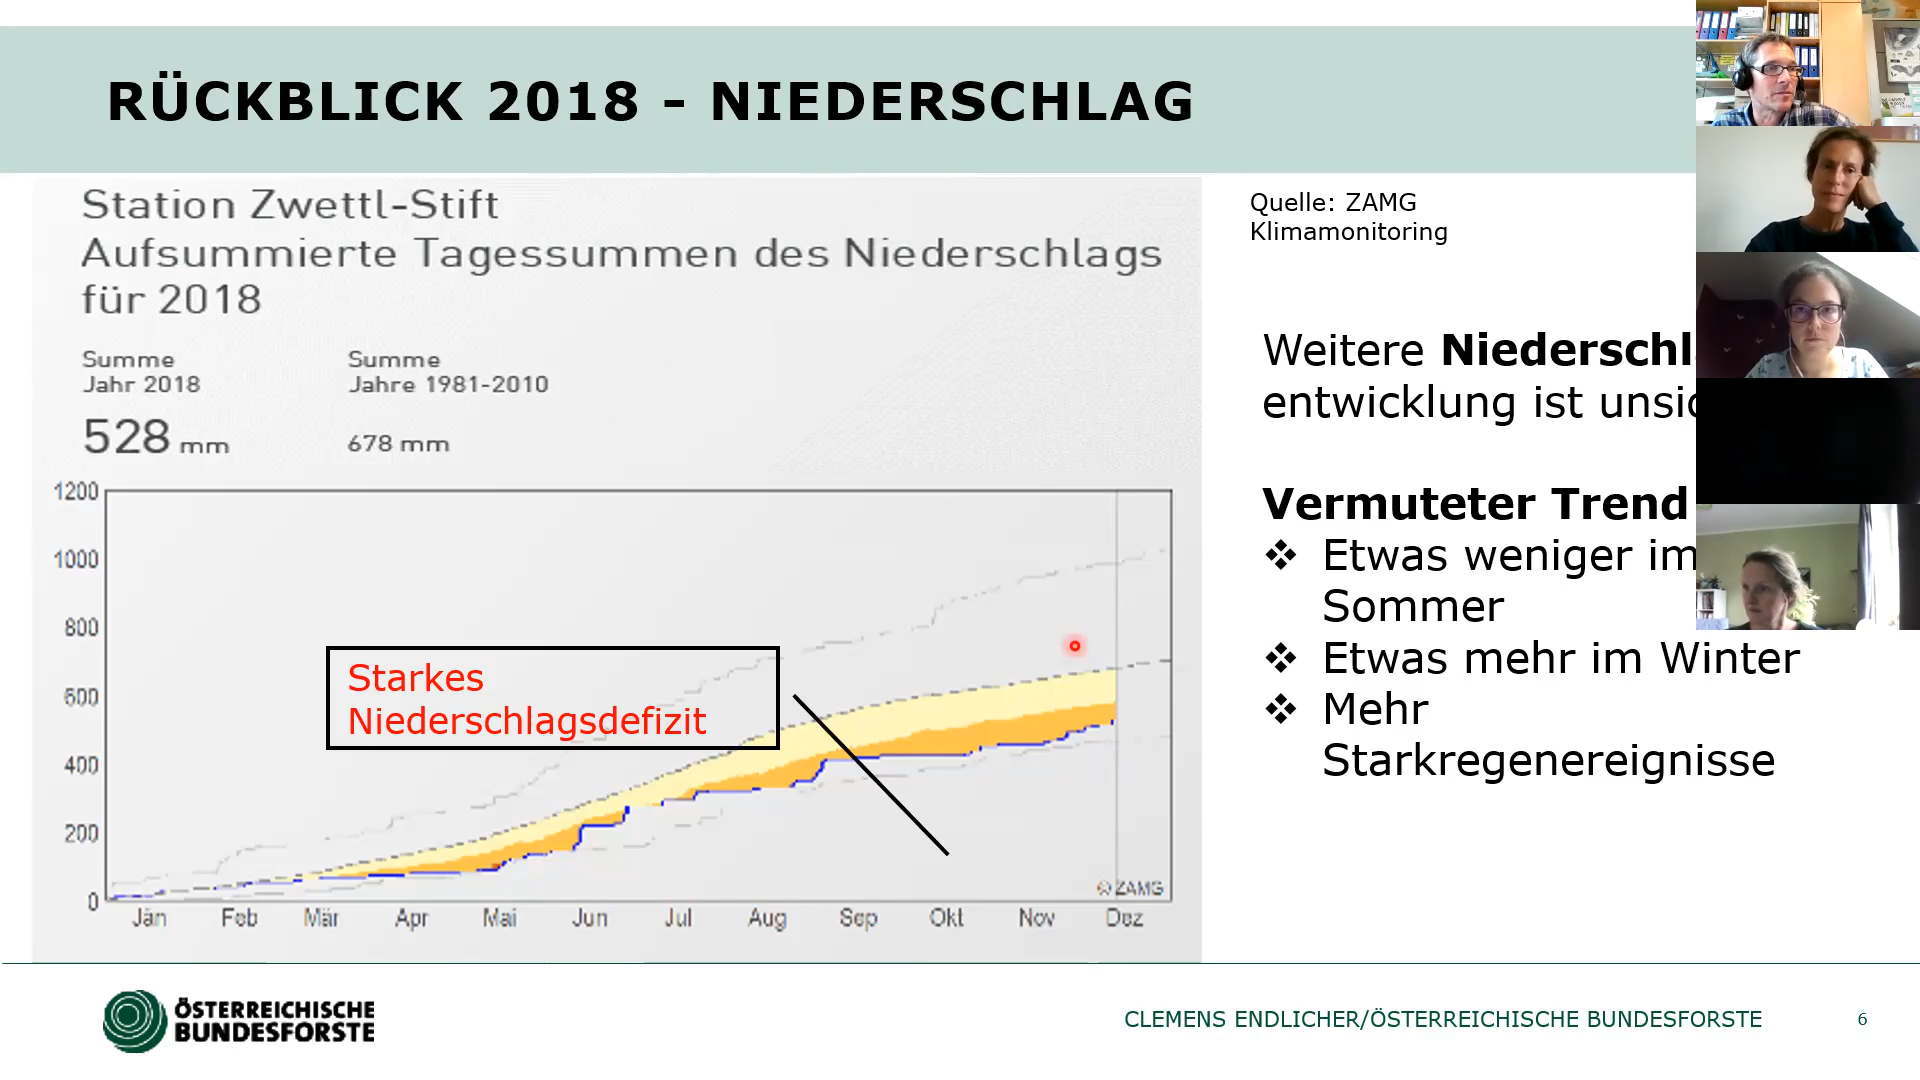 RÜCKBLICK 2018 - NIEDERSCHLAG
Station Zwettl-Stift
Aufsummierte Tagessummen des Niederschlags
für 2018
Summe
Jahr 2018
528 mm
Summe
Jahre 1981-2010
678 mm
1200
1000
800
600
400
200
0
Starkes
Niederschlagsdefizit
© ZAMG
Jän Feb Mär Apr Mai Jun Jul Aug Sep Okt Nov Dez
Quelle: ZAMG
Klimamonitoring
Weitere
entwicklung ist
Vermuteter Trend
❖ Etwas weniger im
Sommer
❖ Etwas mehr im Winter
❖ Mehr
Starkregenereignisse
ÖSTERREICHISCHE
BUNDESFORSTE
CLEMENS ENDLICHER/ÖSTERREICHISCHE BUNDESFORSTE
6